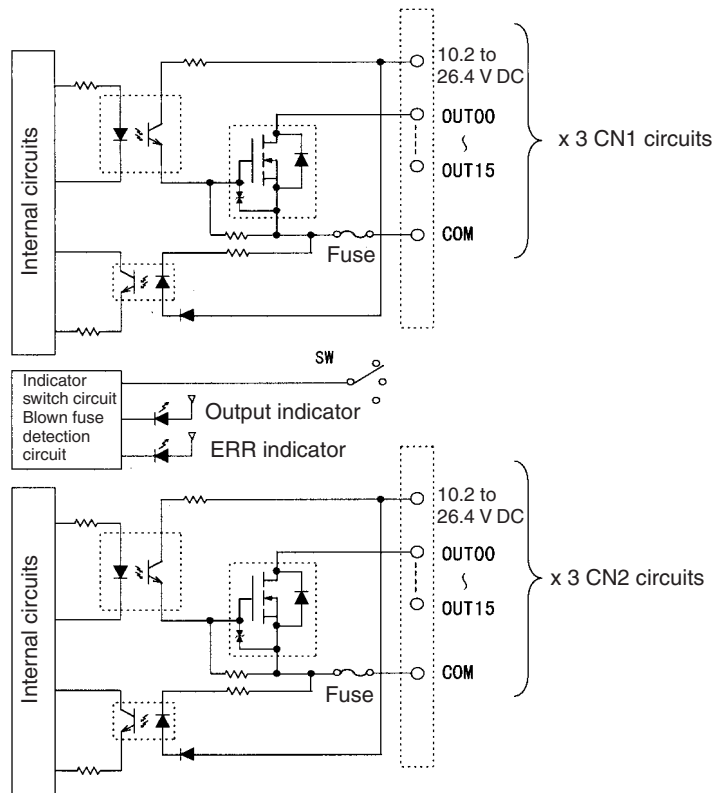 10.2 to
26.4 V DC
OUT00
~
OUT15
COM
Fuse
x 3 CN1 circuits
Internal circuits
SW
Indicator
switch circuit
Blown fuse
detection
circuit
Output indicator
ERR indicator
10.2 to
26.4 V DC
OUT00
~
OUT15
COM
Fuse
x 3 CN2 circuits
Internal circuits